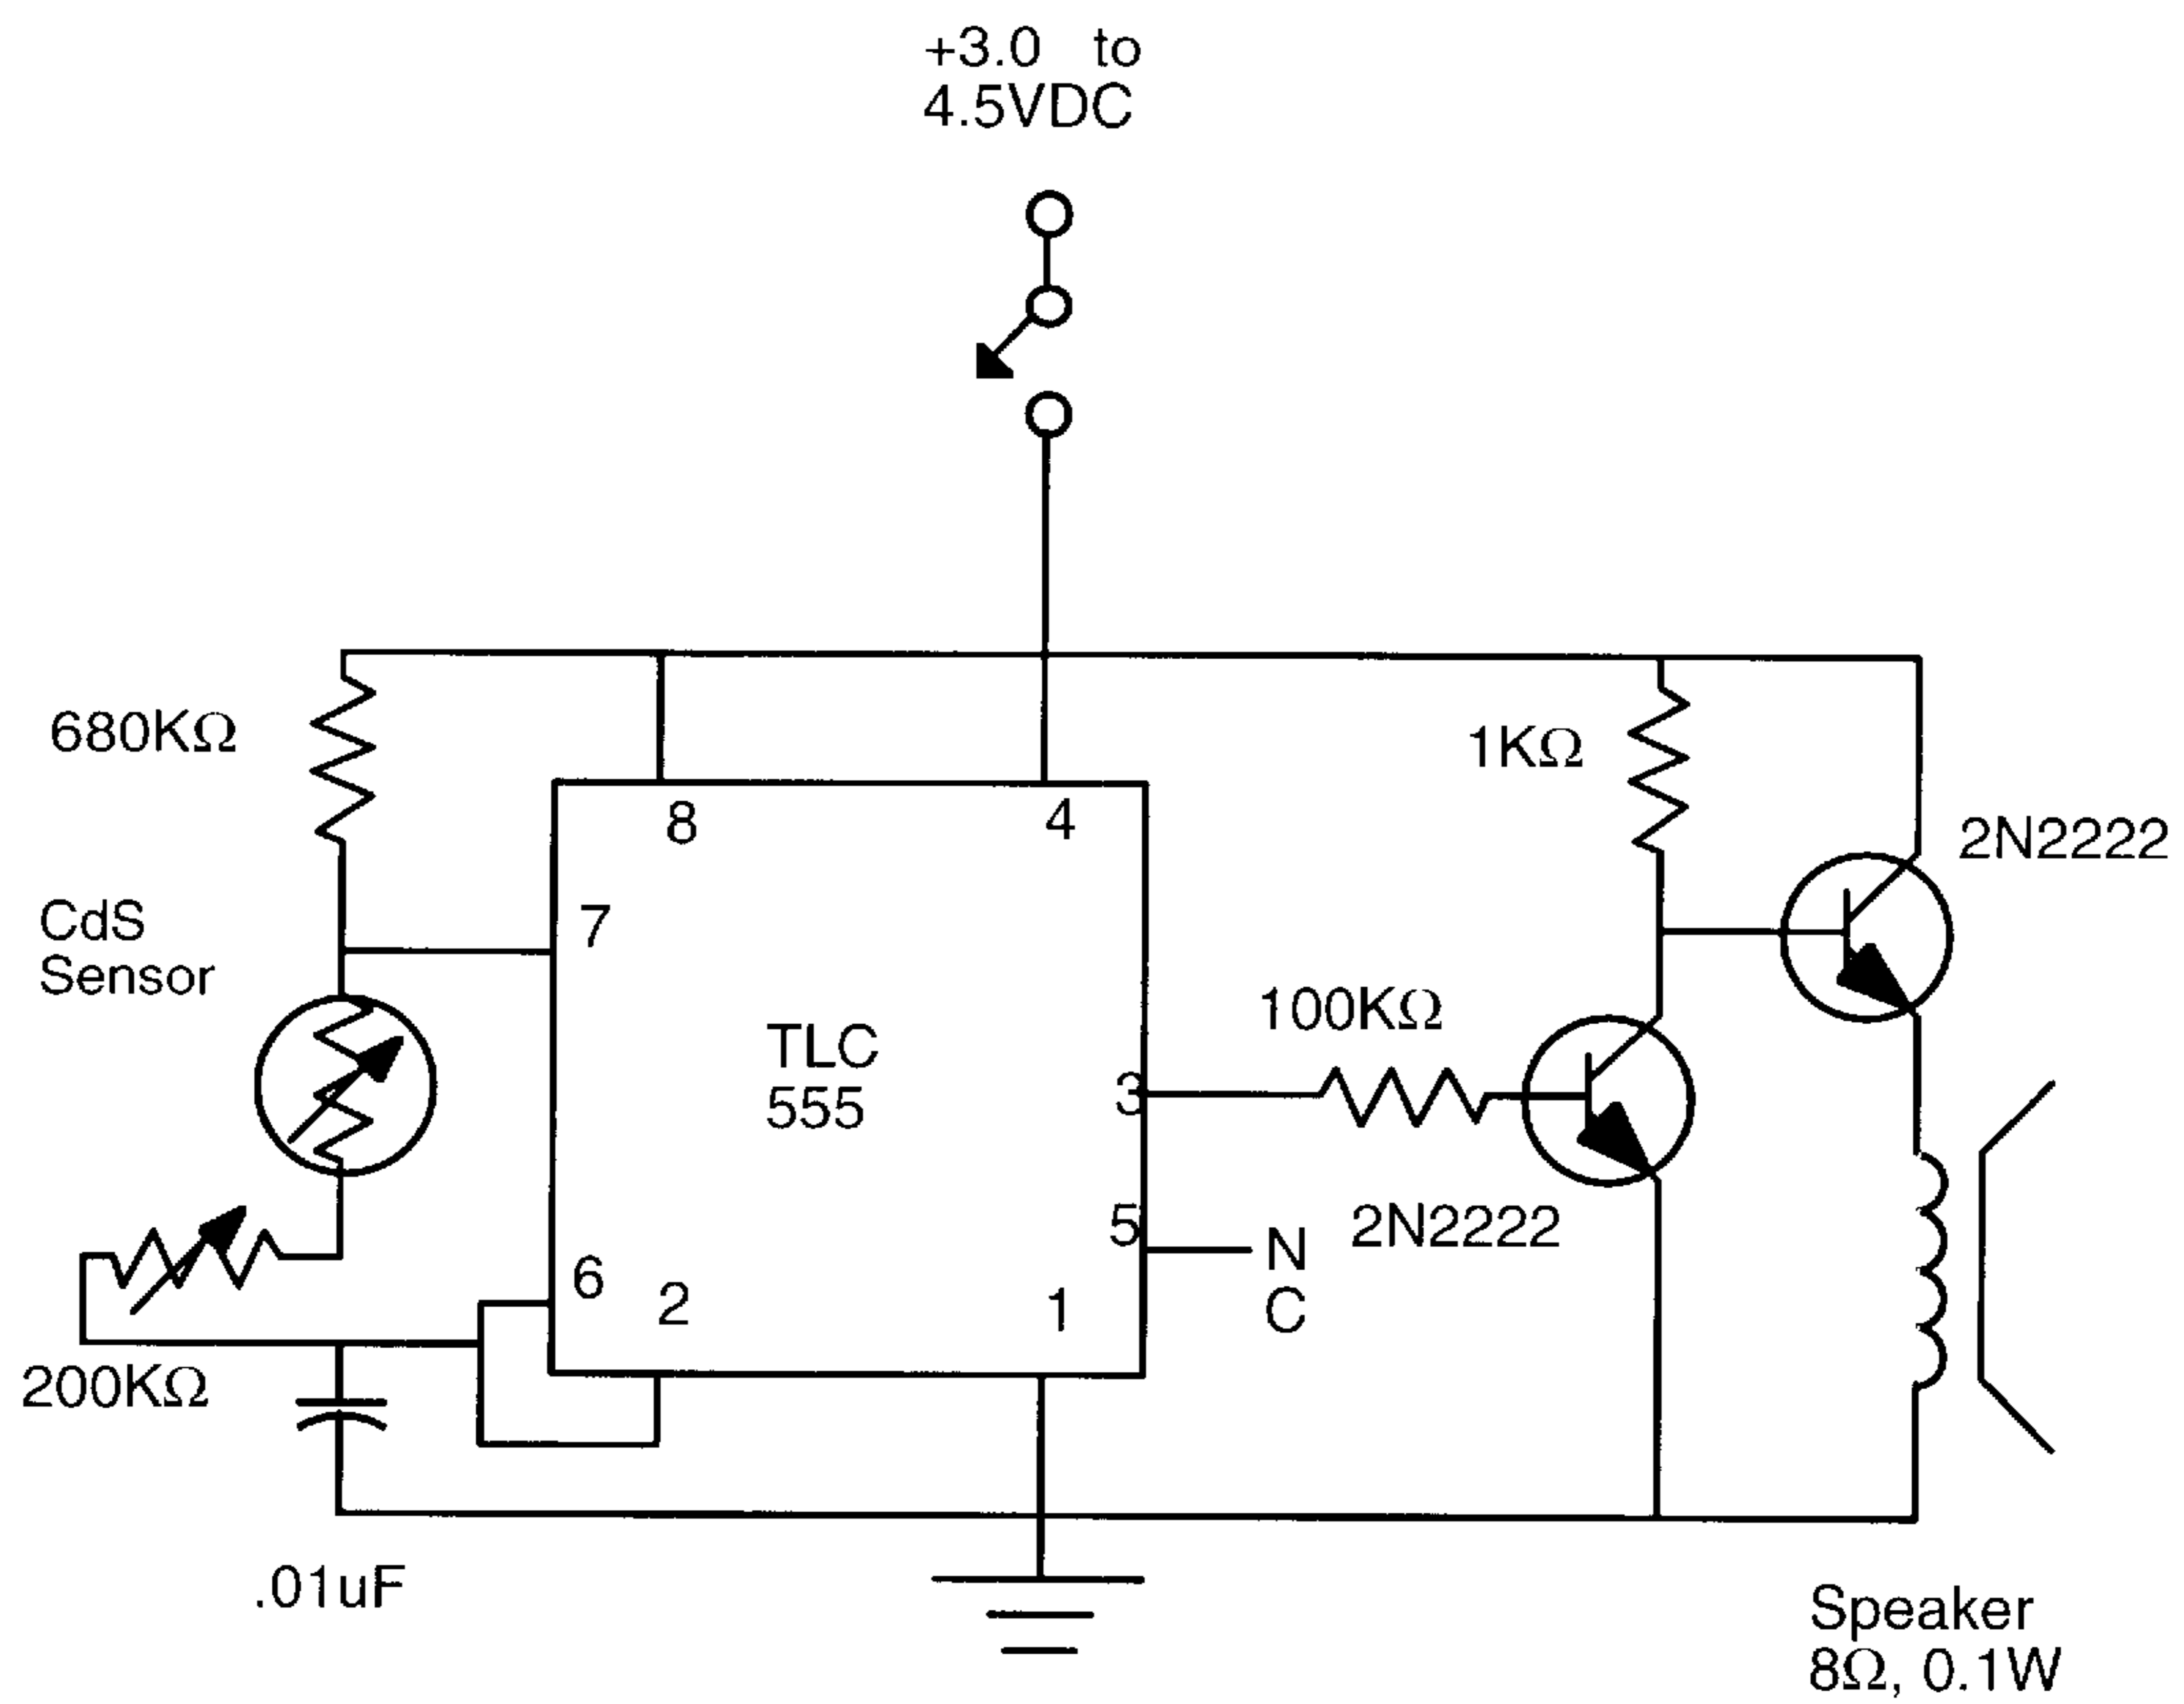 +3.0 to
4.5VDC
680KΩ
1KΩ
8
4
2N2222
7
CdS
Sensor
100KΩ
TLC
555
3
5
N
C
2N2222
6
2
1
200KΩ
.01uF
Speaker
8Ω, 0.1W